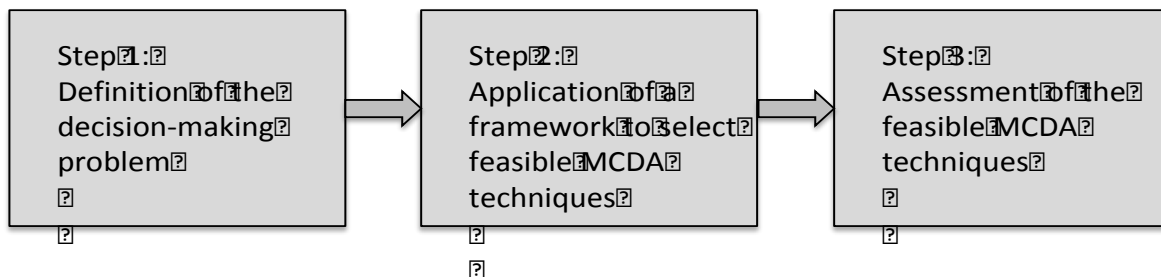 Step 1:
Definition of the
decision-making
problem
Step 2:
Application of a
framework to select
feasible MCDA
techniques
Step 3:
Assessment of the
feasible MCDA
techniques